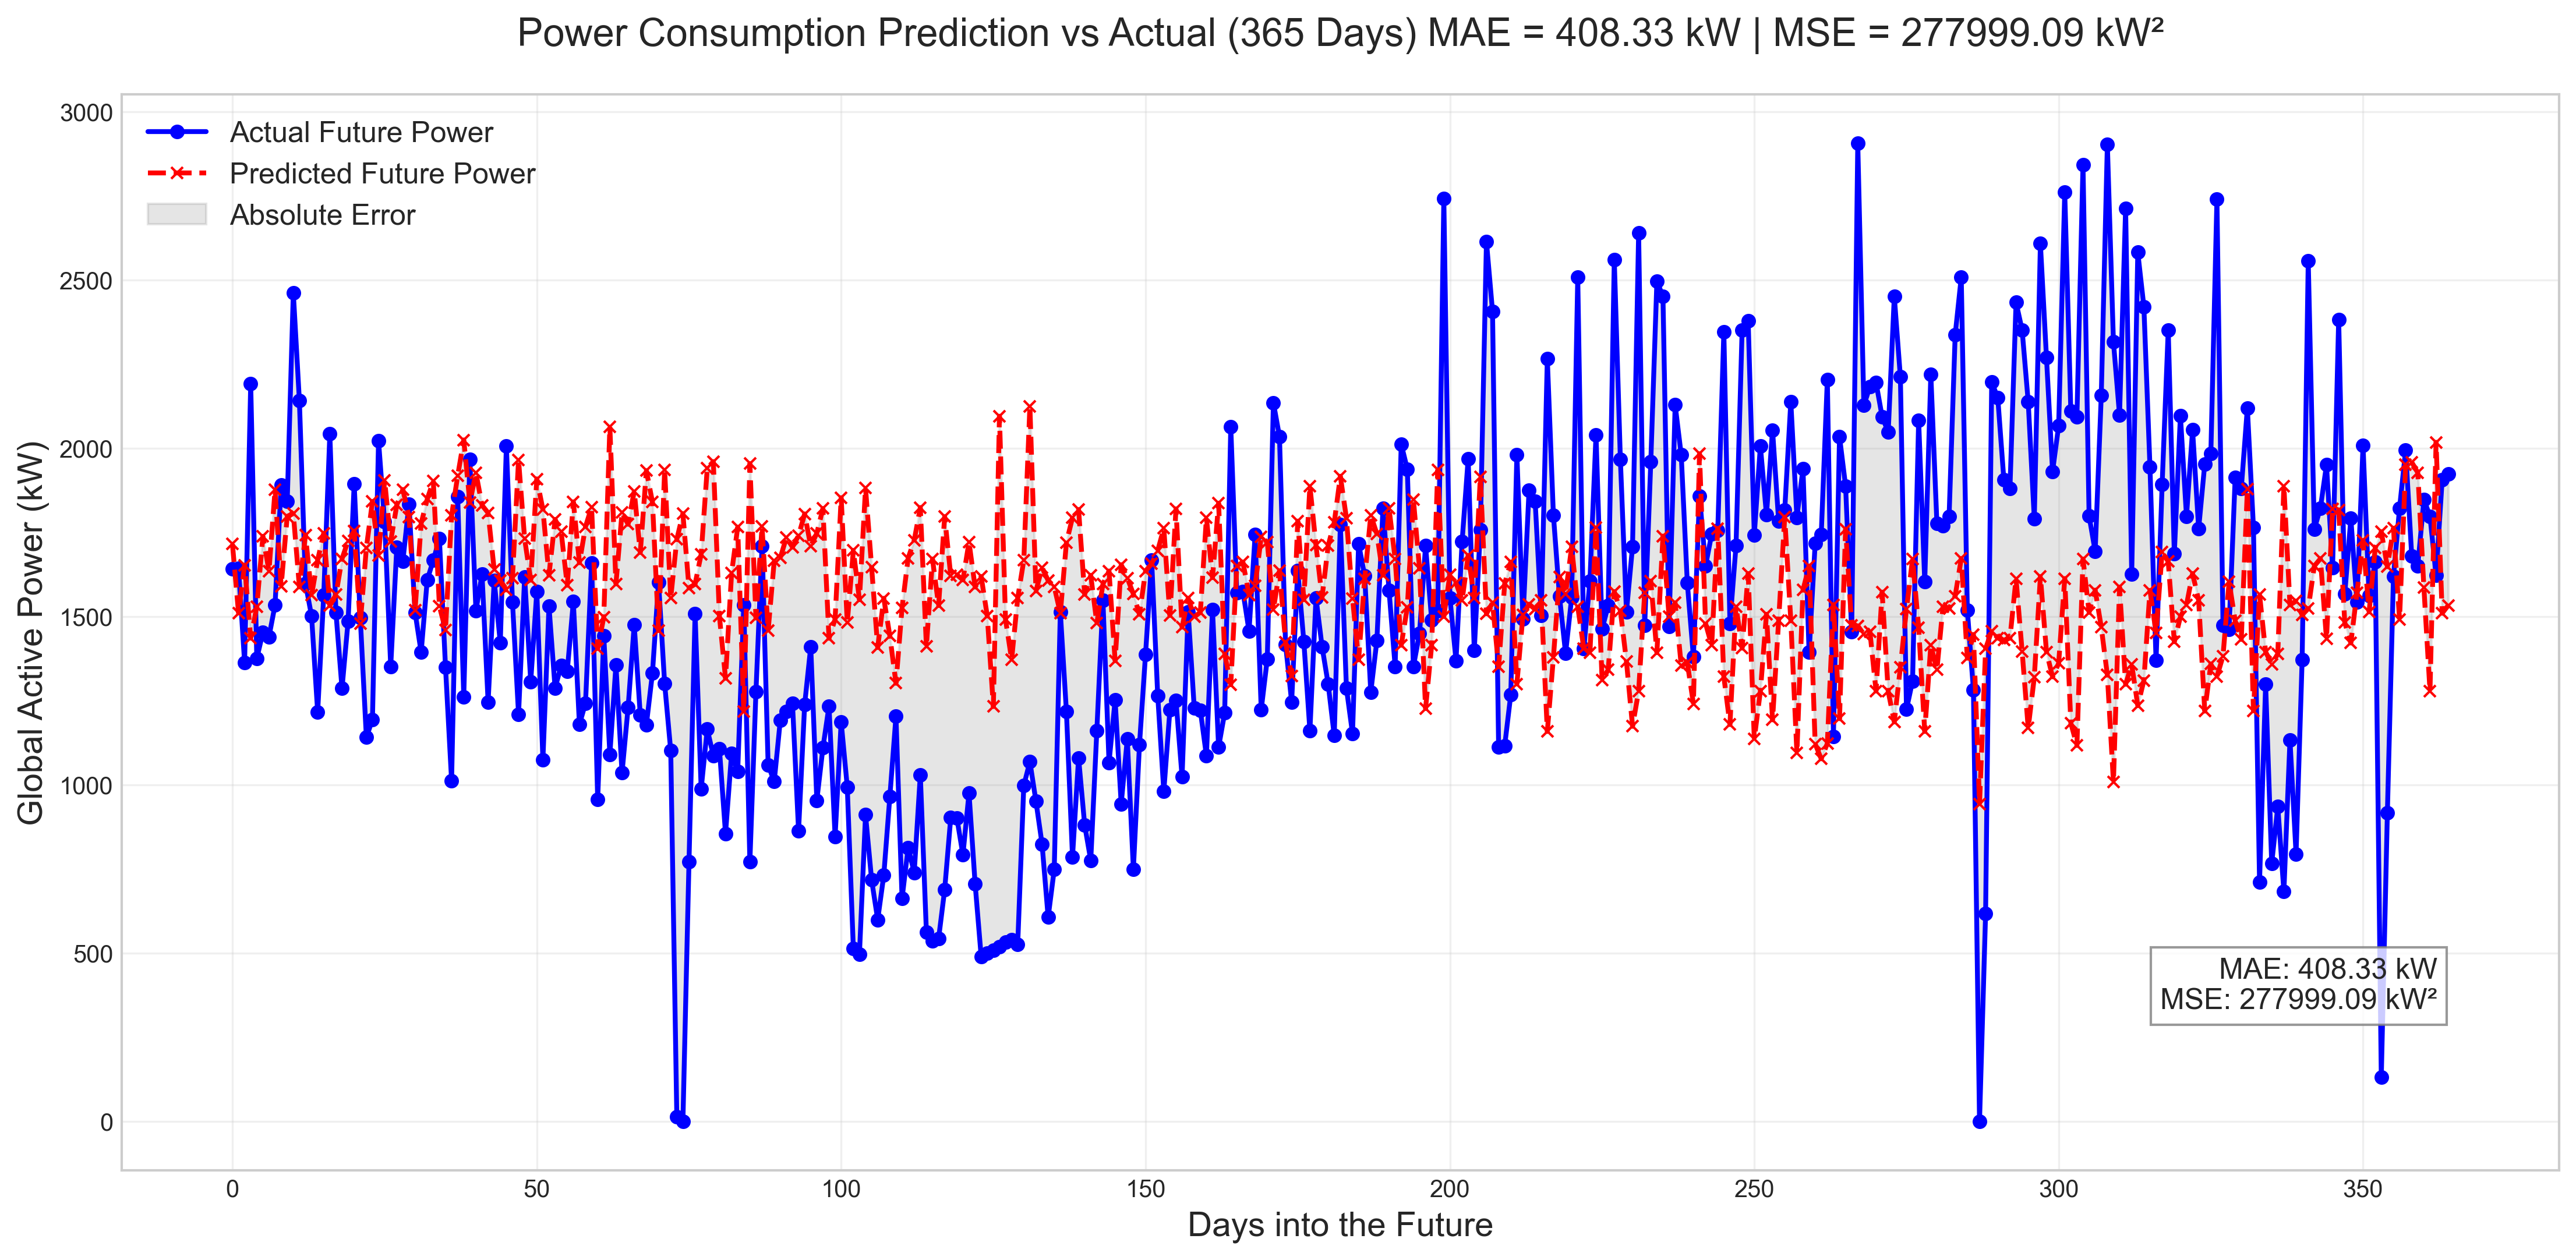 Power Consumption Prediction vs Actual (365 Days) MAE = 408.33 kW | MSE = 277999.09 kW²
Actual Future Power
Predicted Future Power
Absolute Error
Global Active Power (kW)
3000
2500
2000
1500
1000
500
0
MAE: 408.33 kW
MSE: 277999.09 kW²
0
50
100
150
200
250
300
350
Days into the Future